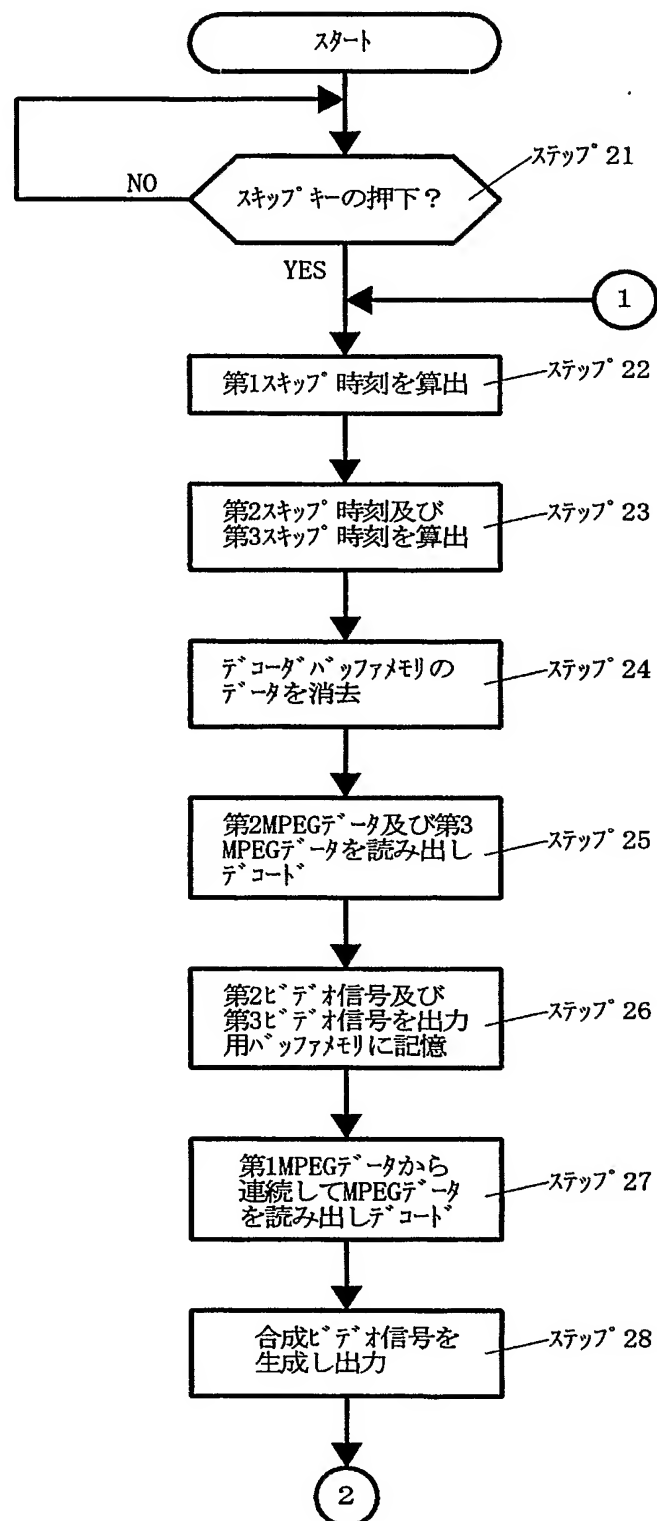 スタート
ステップ21
NO
スキップキーの押下？
YES
1
第1スキップ時刻を算出
ステップ22
第2スキップ時刻及び
第3スキップ時刻を算出
ステップ23
デコーダバッファメモリの
データを消去
ステップ24
第2MPEGデータ及び第3
MPEGデータを読み出し
デコード
ステップ25
第2ビデオ信号及び
第3ビデオ信号を出力
用バッファメモリに記憶
ステップ26
第1MPEGデータから
連続してMPEGデータ
を読み出しデコード
ステップ27
合成ビデオ信号を
生成し出力
ステップ28
2